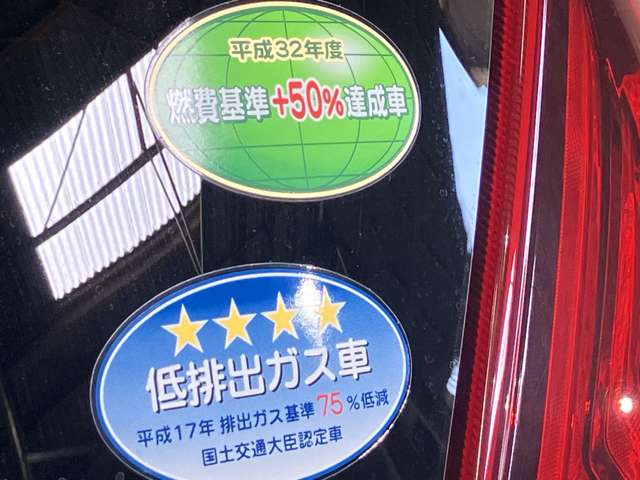 平成32年度
燃費基準+50%達成車
低排出ガス車
平成17年 排出ガス基準75%低減
国土交通大臣認定車